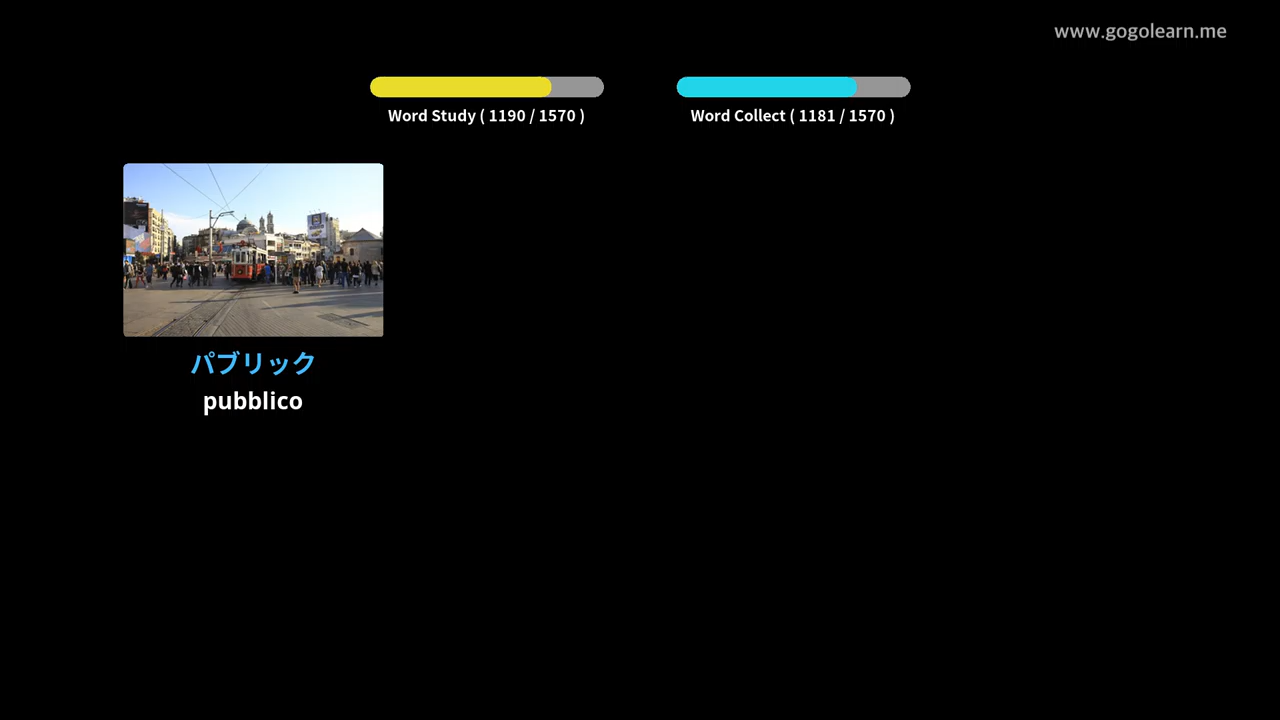 www.gogolearn.me
Word Study ( 1190 / 1570 )
Word Collect ( 1181 / 1570 )
パブリック
pubblico